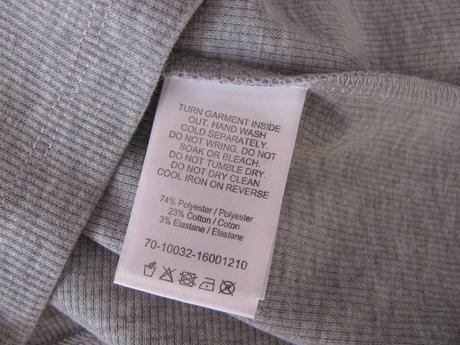 TURN GARMENT INSIDE
OUT. HAND WASH
COLD SEPARATELY.
DO NOT WRING. DO NOT
SOAK OR BLEACH.
DO NOT TUMBLE DRY.
DO NOT DRY CLEAN
COOL IRON ON REVERSE
74% Polyester / Polyester
23% Cotton / Coton
3% Elastane / Elastane
70-10032-16001210